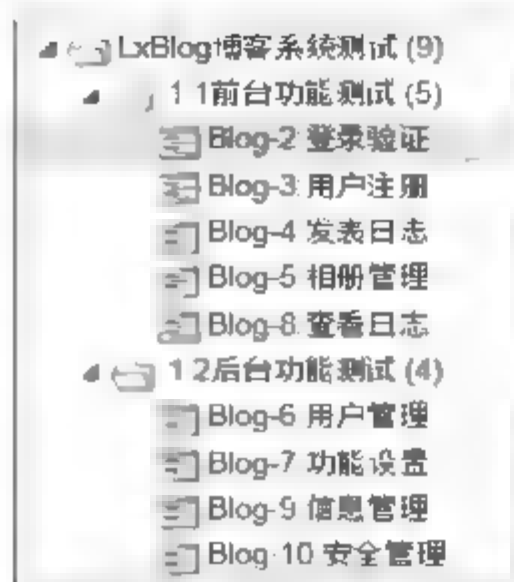 LxBlog博客系统测试 (9)
1 1前台功能测试 (5)
Blog-2 登录验证
Blog-3 用户注册
Blog-4 发表日志
Blog-5 相册管理
Blog-8 查看日志
1 2后台功能测试 (4)
Blog-6 用户管理
Blog-7 功能设置
Blog-9 信息管理
Blog-10 安全管理